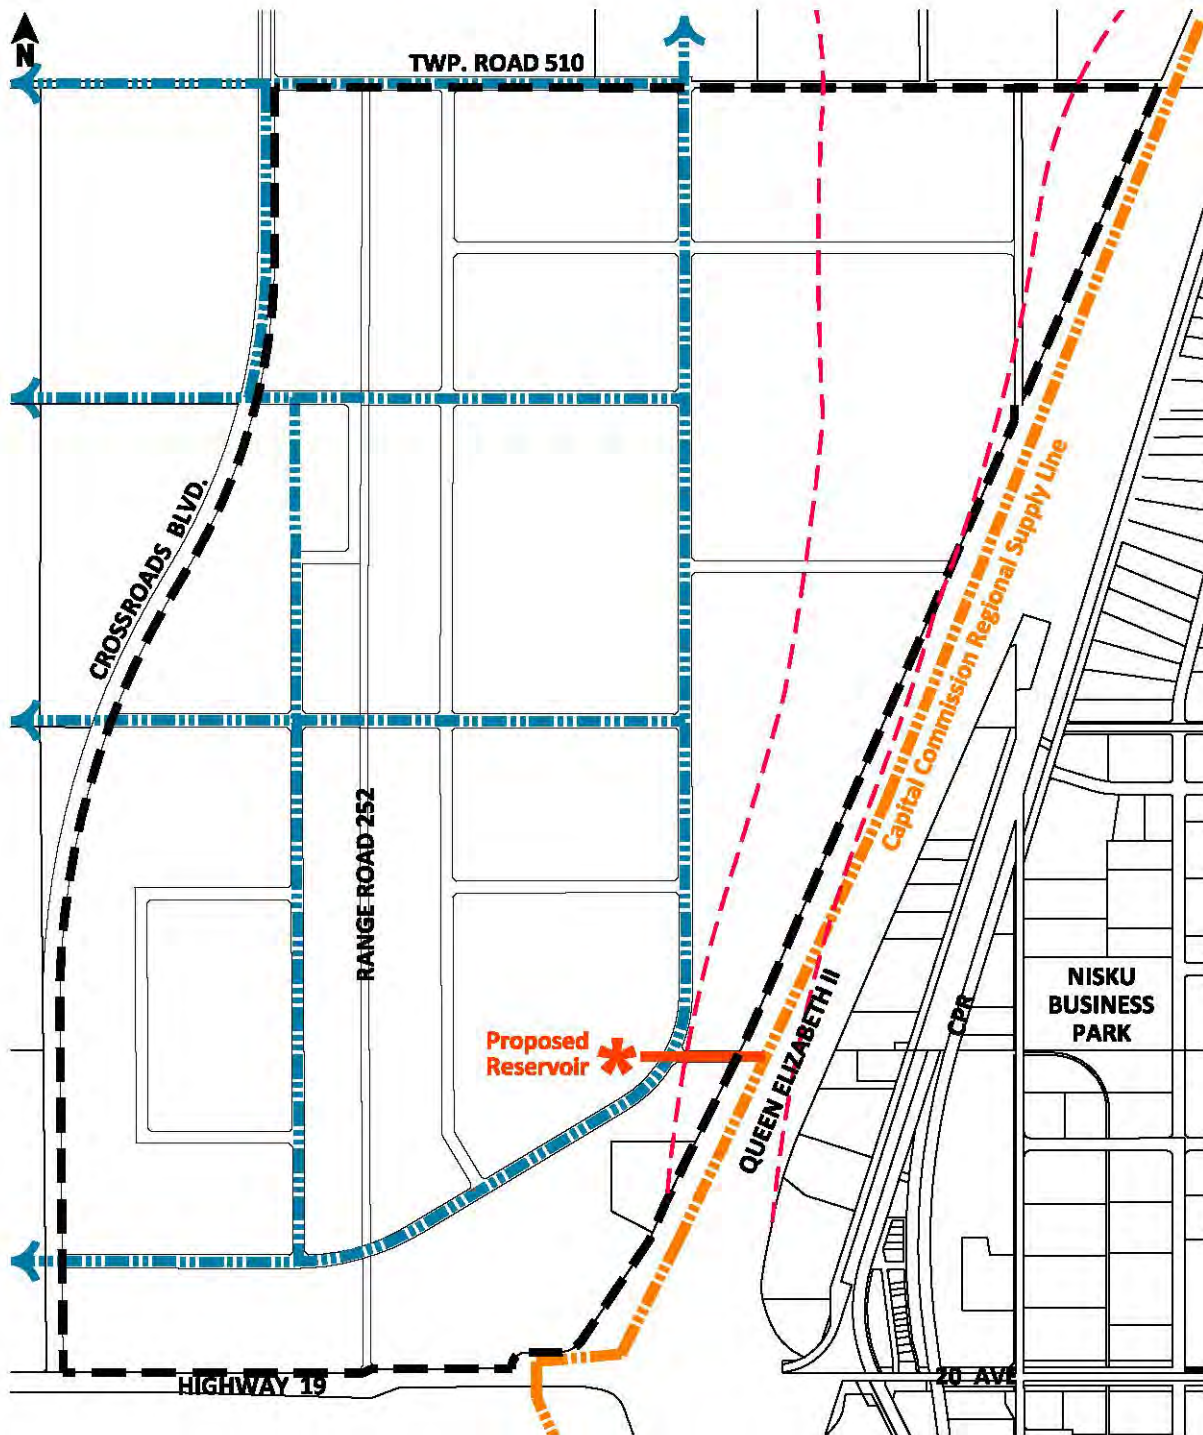 N
TWP. ROAD 510
CROSSROADS BLVD.
Capital Commission Regional Supply Line
RANGE ROAD 252
NISKU
BUSINESS
PARK
CPR
QUEEN ELIZABETH II
Proposed
Reservoir
HIGHWAY 19
20 AVE